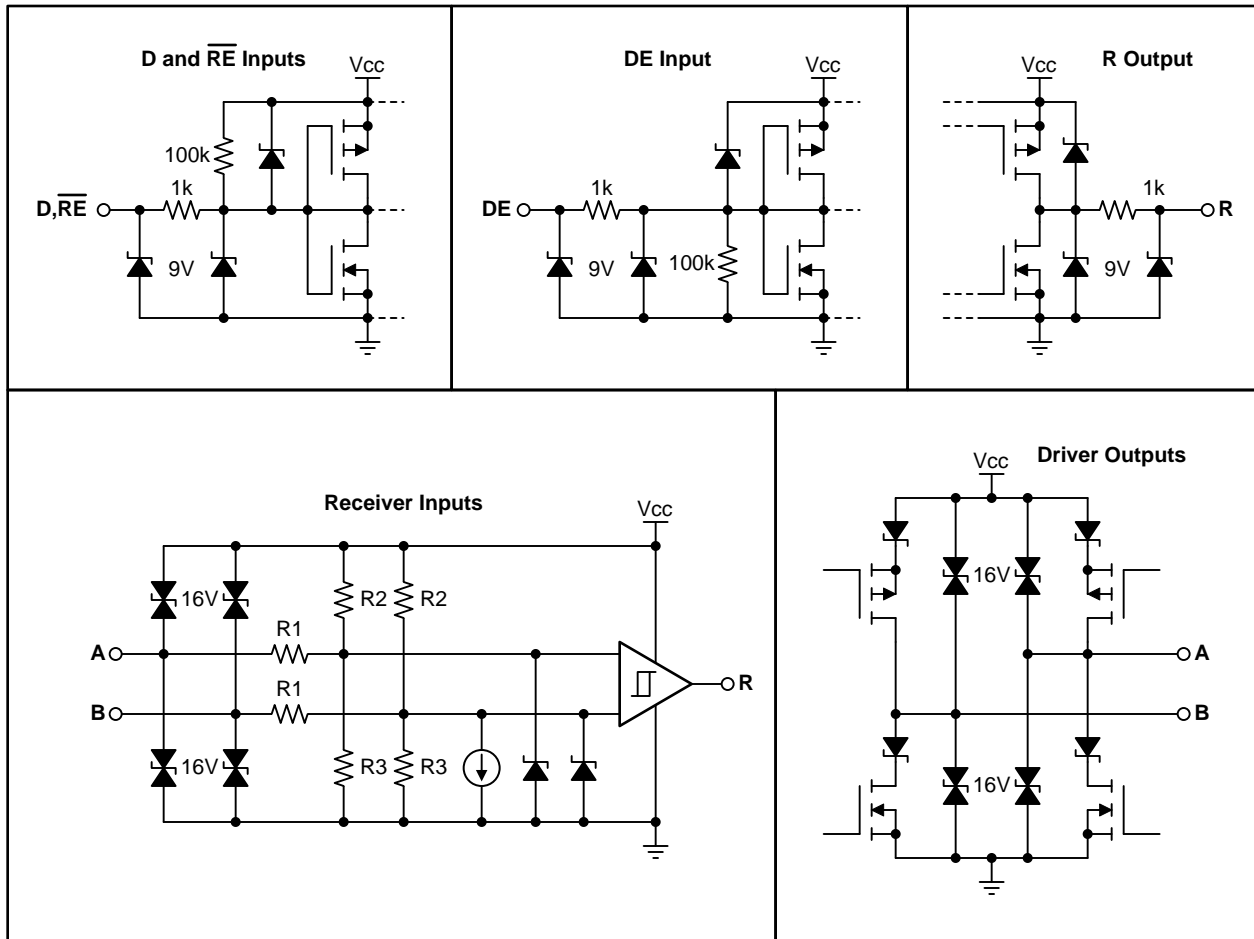 D and RE Inputs
Vcc
100k
1k
D,RE
9V
DE Input
Vcc
1k
DE
9V
100k
R Output
Vcc
1k
R
9V
Receiver Inputs
Vcc
16V
R2
R2
R1
A
R
R1
B
16V
R3
R3
Driver Outputs
Vcc
16V
A
B
16V